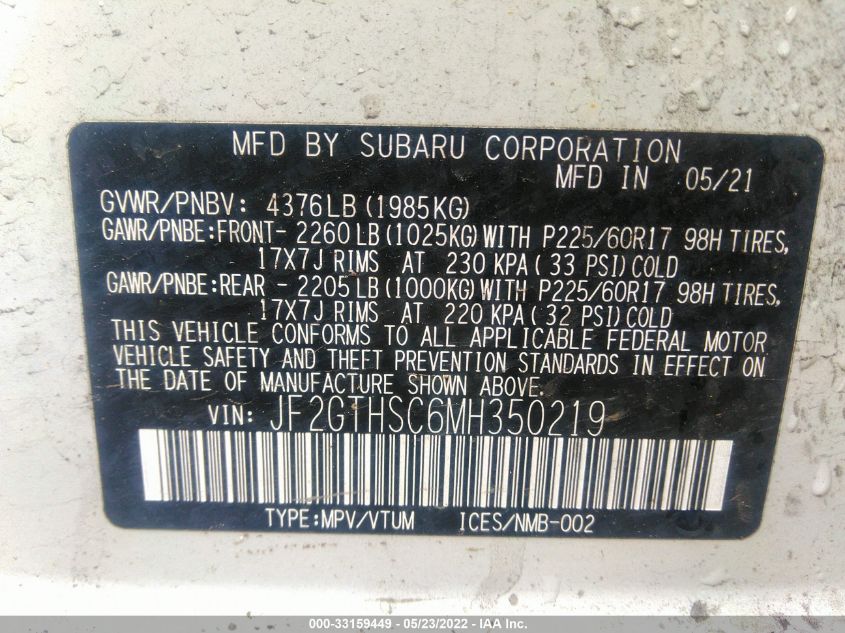 MFD BY SUBARU CORPORATION
MFD IN 05/21
GVWR/PNBV: 4376LB (1985KG)
GAWR/PNBE:FRONT- 2260LB (1025KG) WITH P225/60R17 98H TIRES,
17X7J RIMS AT 230 KPA( 33 PSI)COLD
GAWR/PNBE:REAR - 2205LB (1000KG)WITH P225/60R17 98H TIRES,
17X7J RIMS AT 220 KPA( 32 PSI)COLD
THIS VEHICLE CONFORMS TO ALL APPLICABLE FEDERAL MOTOR
VEHICLE SAFETY AND THEFT PREVENTION STANDARDS IN EFFECT ON
THE DATE OF MANUFACTURE SHOWN ABOVE.
VIN: JF2GTHSC6MH350219
TYPE:MPV/VTUM ICES/NMB-002
000-33159449 - 05/23/2022 - IAA Inc.